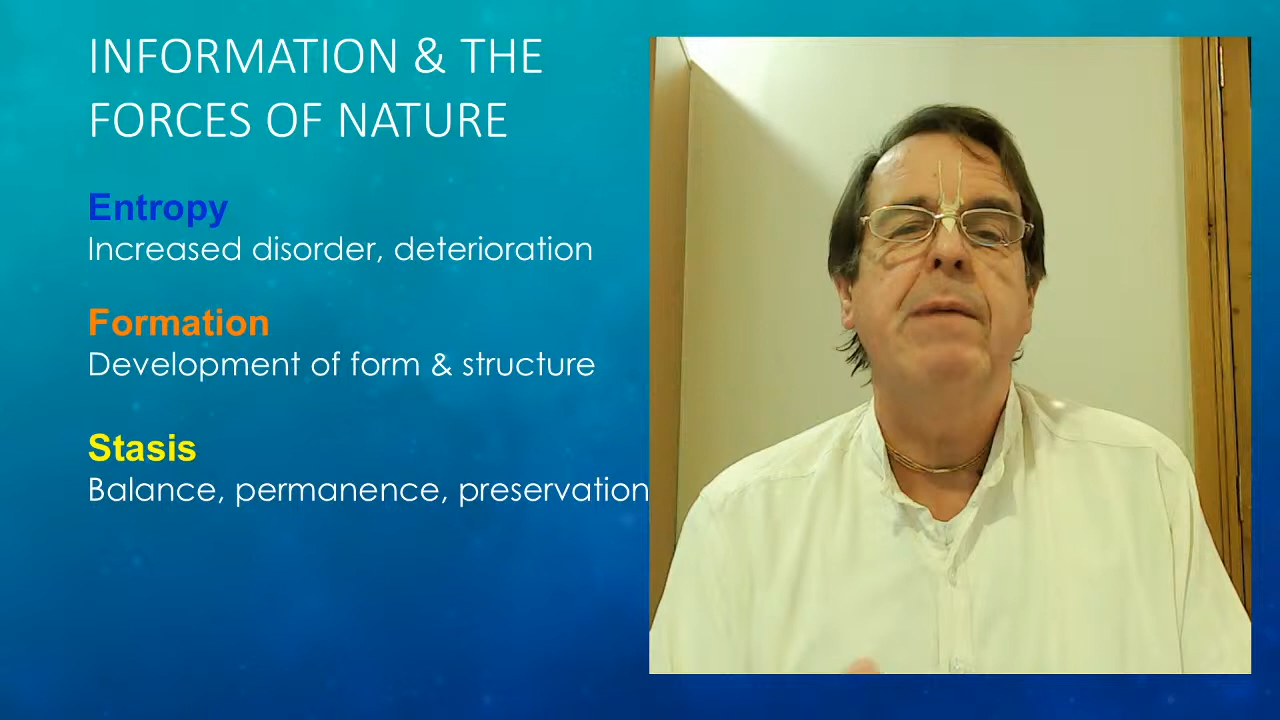 INFORMATION & THE
FORCES OF NATURE
Entropy
Increased disorder, deterioration
Formation
Development of form & structure
Stasis
Balance, permanence, preservation